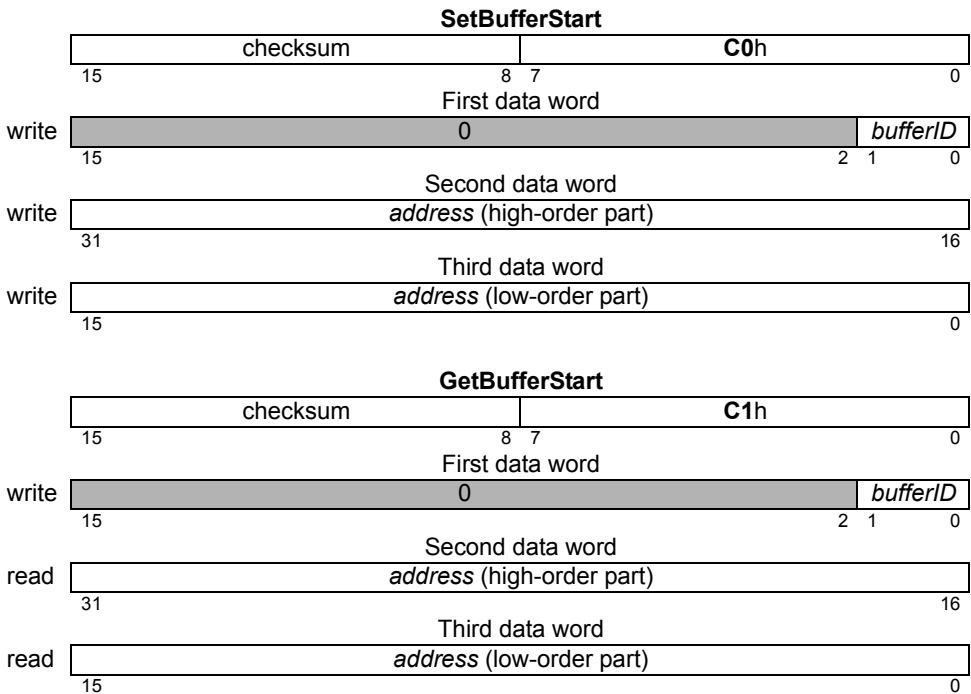 SetBufferStart
checksum C0h
15 8 7 0
First data word
write 0 bufferID
15 2 1 0
Second data word
write address (high-order part)
31 16
Third data word
write address (low-order part)
15 0
GetBufferStart
checksum C1h
15 8 7 0
First data word
write 0 bufferID
15 2 1 0
Second data word
read address (high-order part)
31 16
Third data word
read address (low-order part)
15 0